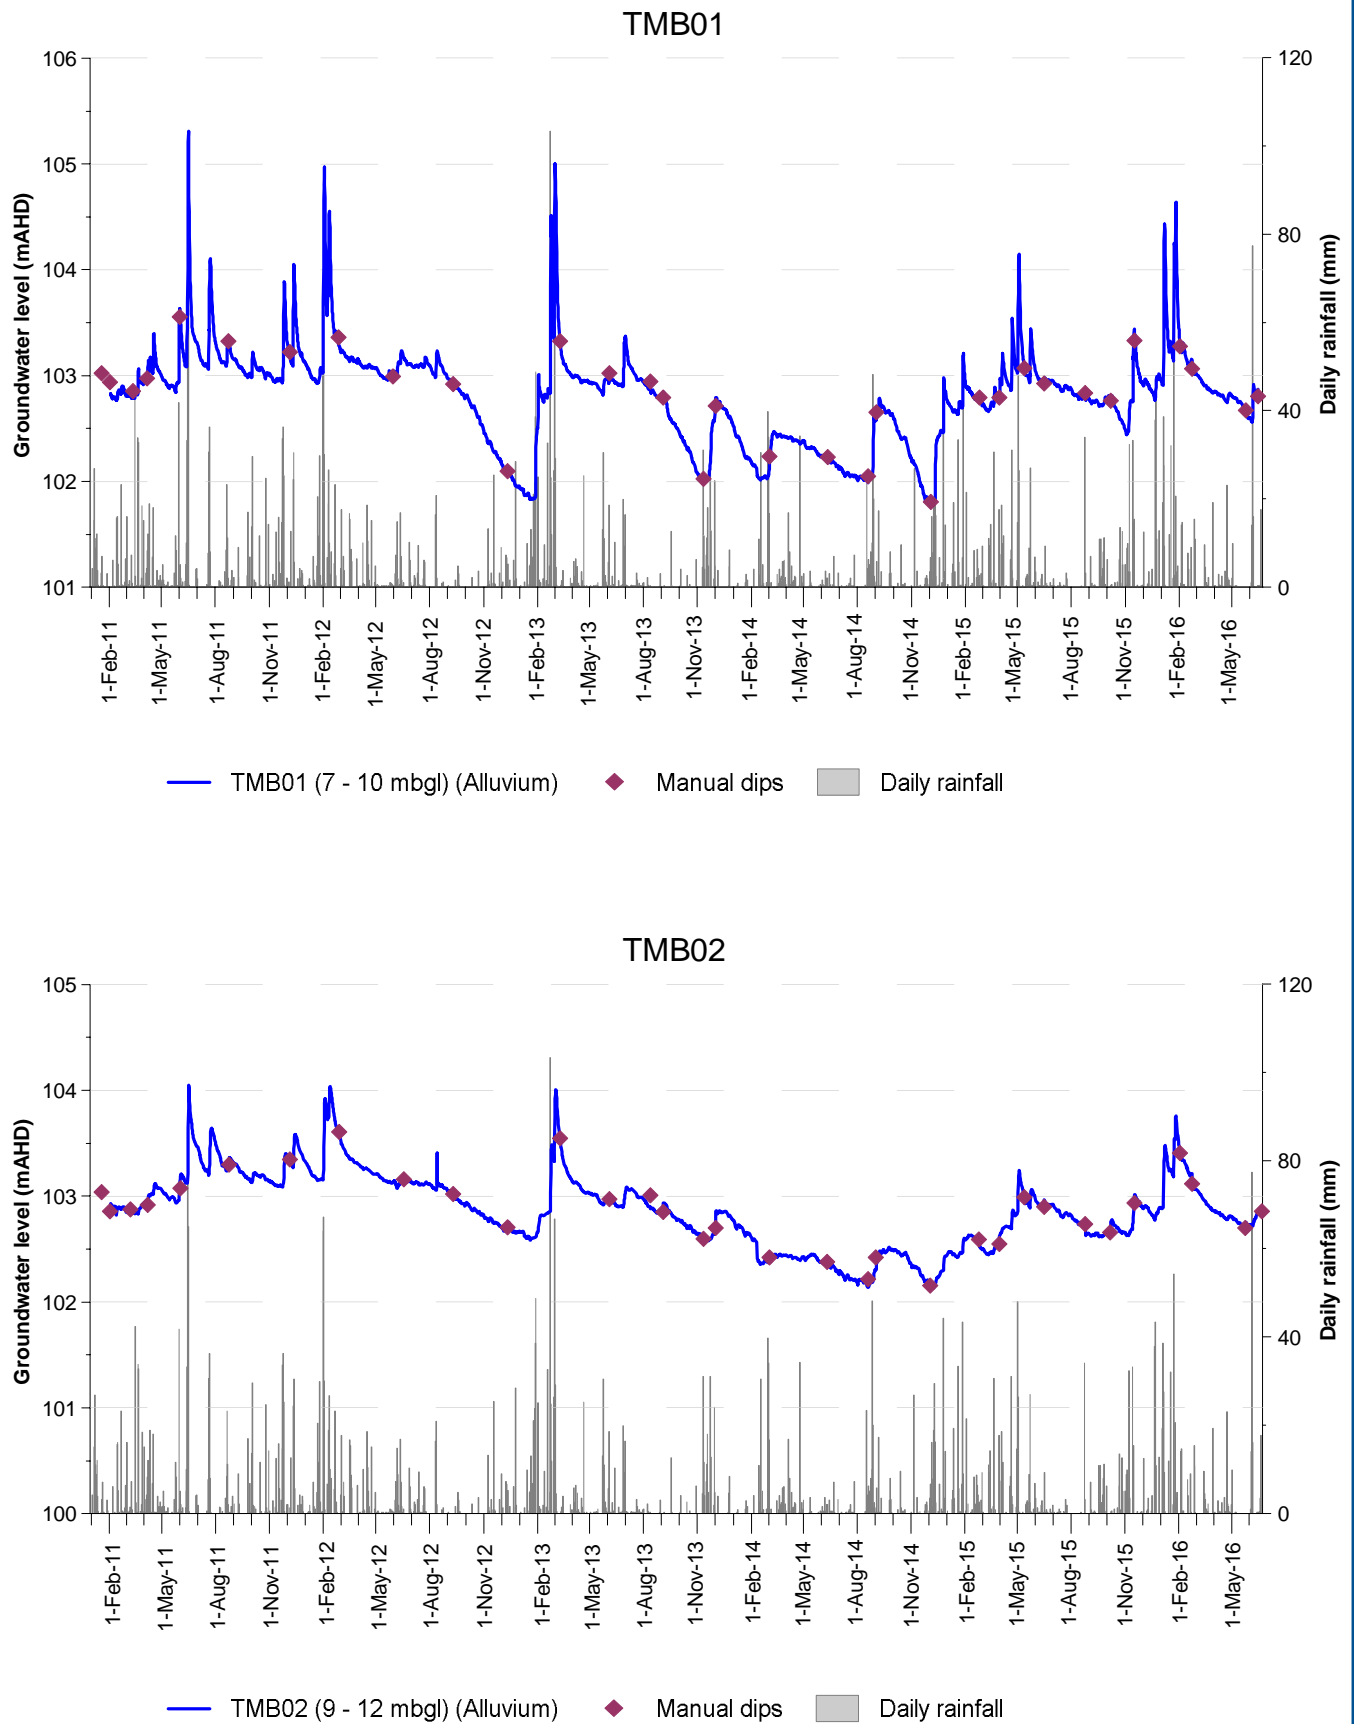 TMB01
106
105
104
103
102
101
Groundwater level (mAHD)
120
80
40
0
Daily rainfall (mm)
1-Feb-11
1-May-11
1-Aug-11
1-Nov-11
1-Feb-12
1-May-12
1-Aug-12
1-Nov-12
1-Feb-13
1-May-13
1-Aug-13
1-Nov-13
1-Feb-14
1-May-14
1-Aug-14
1-Nov-14
1-Feb-15
1-May-15
1-Aug-15
1-Nov-15
1-Feb-16
1-May-16
TMB01 (7 - 10 mbgl) (Alluvium) Manual dips Daily rainfall
TMB02
105
104
103
102
101
100
Groundwater level (mAHD)
120
80
40
0
Daily rainfall (mm)
1-Feb-11
1-May-11
1-Aug-11
1-Nov-11
1-Feb-12
1-May-12
1-Aug-12
1-Nov-12
1-Feb-13
1-May-13
1-Aug-13
1-Nov-13
1-Feb-14
1-May-14
1-Aug-14
1-Nov-14
1-Feb-15
1-May-15
1-Aug-15
1-Nov-15
1-Feb-16
1-May-16
TMB02 (9 - 12 mbgl) (Alluvium) Manual dips Daily rainfall